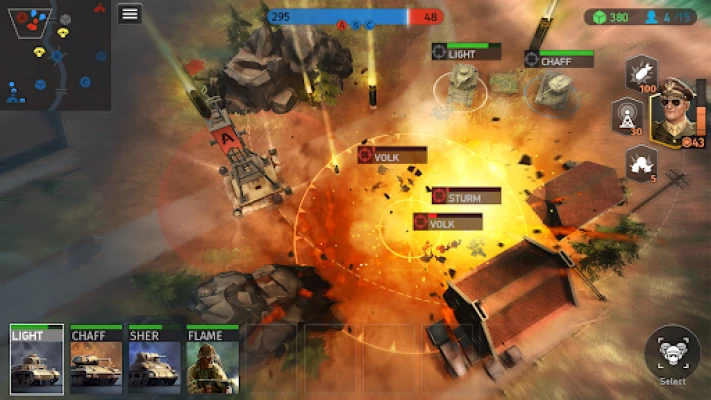 295
48
A B C
380
4 /15
LIGHT
CHAFF
100
30
43
5
A
VOLK
STURM
VOLK
LIGHT
CHAFF
SHER
FLAME
Select